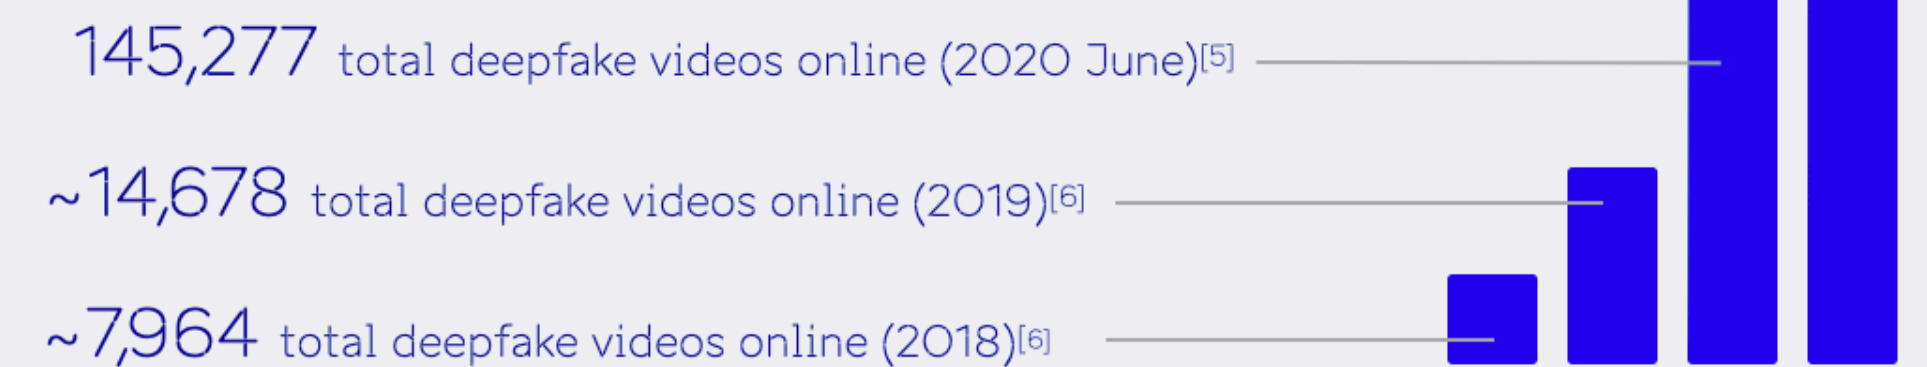 145,277 total deepfake videos online (2020 June)[5]
~14,678 total deepfake videos online (2019)[6]
~7,964 total deepfake videos online (2018)[6]